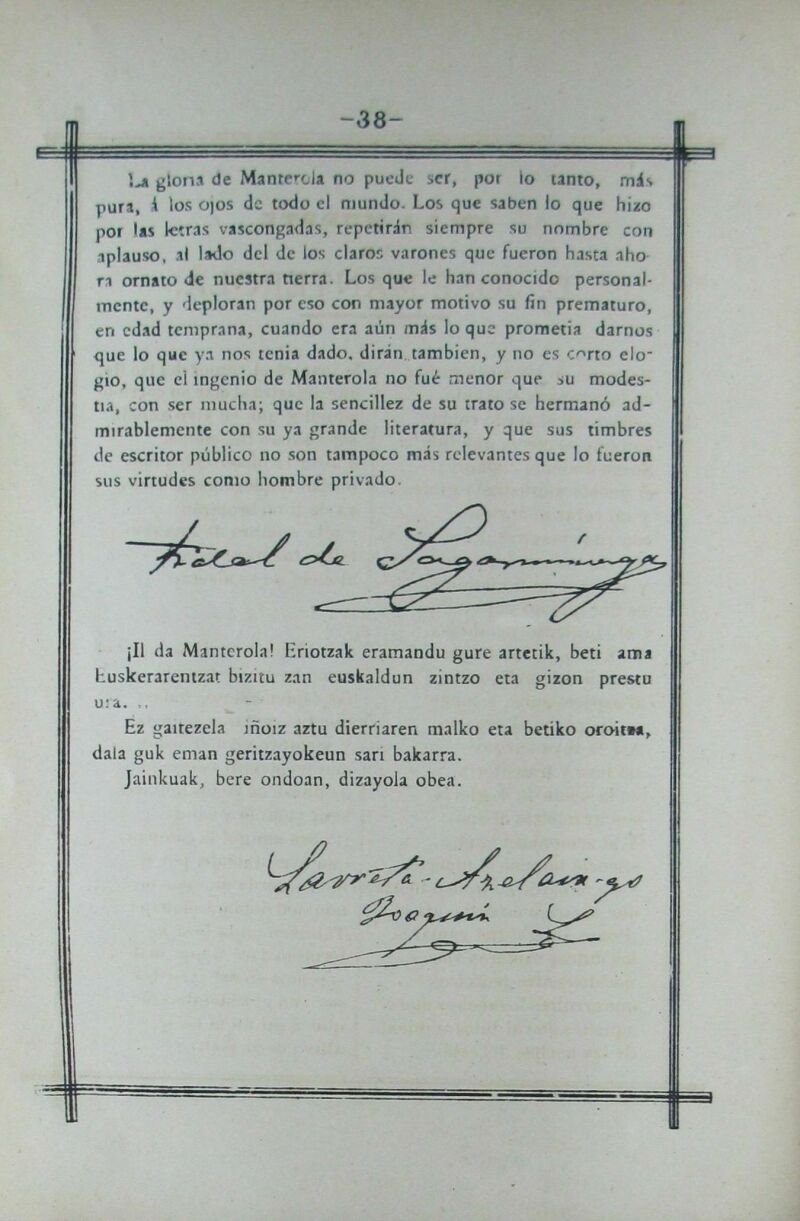 -38-
La gloria de Manterola no puede ser, por lo tanto, más
pura, á los ojos de todo el mundo. Los que saben lo que hizo
por las letras vascongadas, repetirán siempre su nombre con
aplauso, al lado del de los claros varones que fueron hasta aho-
ra ornato de nuestra tierra. Los que le han conocido personal-
mente, y deploran por eso con mayor motivo su fin prematuro,
en edad temprana, cuando era aún más lo que prometia darnos
que lo que ya nos tenia dado, dirán tambien, y no es corto elo-
gio, que el ingenio de Manterola no fué menor que su modes-
tia, con ser mucha; que la sencillez de su trato se hermanó ad-
mirablemente con su ya grande literatura, y que sus timbres
de escritor público no son tampoco más relevantes que lo fueron
sus virtudes como hombre privado.
Fidel de Sagarmínaga
¡Il da Manterola! Eriotzak eramandu gure artetik, beti ama
Euskerarentzat bizitu zan euskaldun zintzo eta gizon prestu
ura. ..
Ez gaitezela iñoiz aztu dierriaren malko eta betiko oroitza,
dala guk eman geritzayokeun sari bakarra.
Jainkuak, bere ondoan, dizayola obea.